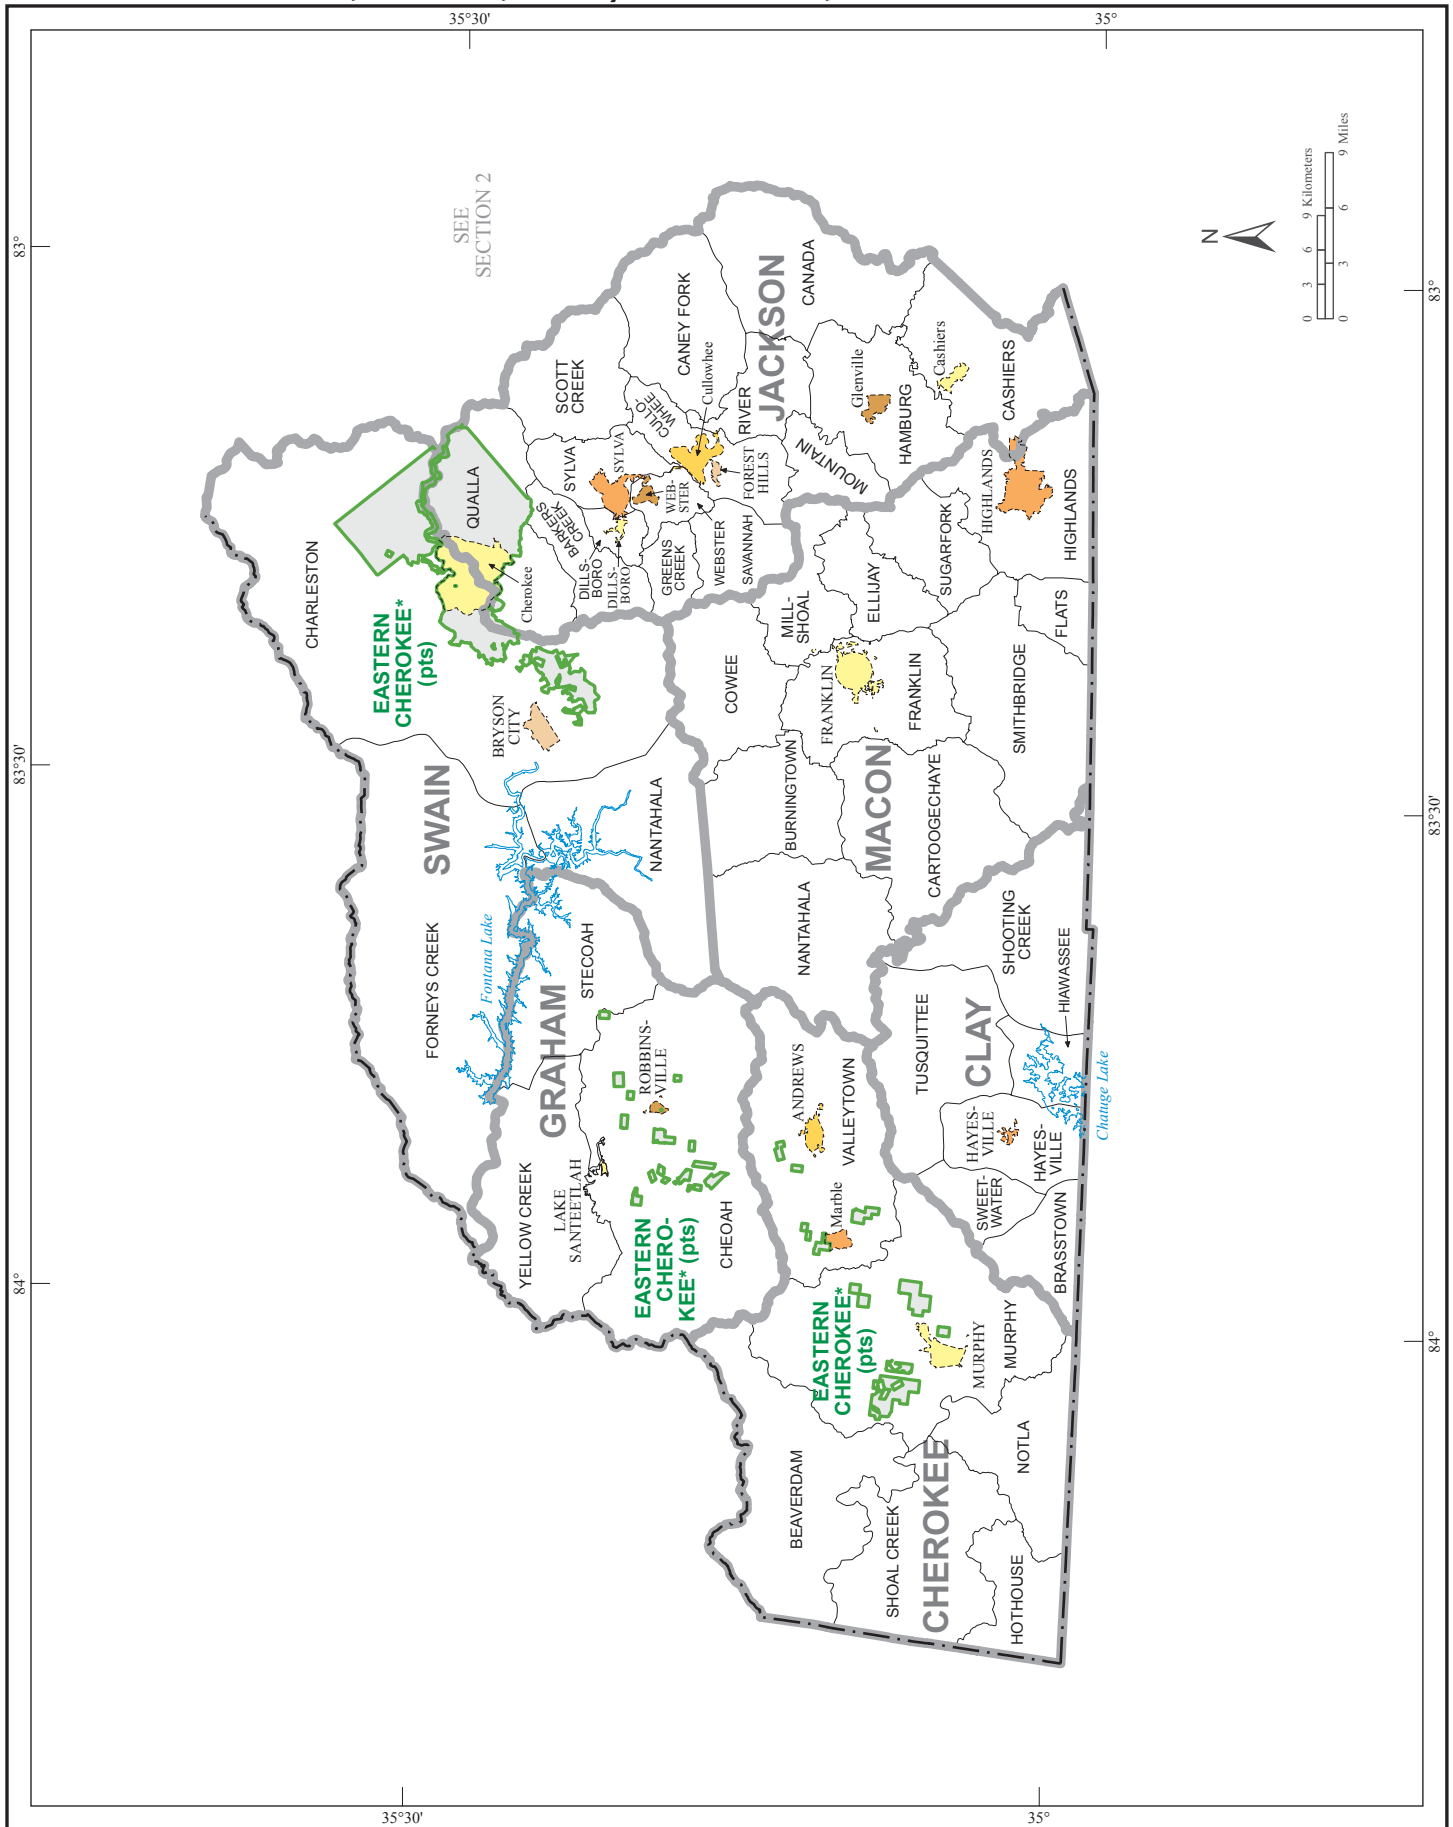 35°30'
35°
83°
83°
SEE
SECTION 2
N
0 3 6 9 Kilometers
0 3 6 9 Miles
CHARLESTON
EASTERN
CHEROKEE*
(pts)
QUALLA
Cherokee
BRYSON
CITY
SWAIN
FORNEYS CREEK
Fontana Lake
NANTAHALA
SCOTT
CREEK
CANEY FORK
CANADA
JACKSON
Cullowhee
CULLO-
WHEE
RIVER
SYLVA
SYLVA
BARKERS
CREEK
DILLS-
BORO
DILLS-
BORO
WEB-
STER
WEBSTER
GREENS
CREEK
SAVANNAH
FOREST
HILLS
MOUNTAIN
Glenville
HAMBURG
Cashiers
CASHIERS
HIGHLANDS
HIGHLANDS
SUGARFORK
FLATS
ELLIJAY
MILL-
SHOAL
COWEE
FRANKLIN
FRANKLIN
SMITHBRIDGE
BURNINGTOWN
MACON
CARTOOGECHAYE
NANTAHALA
83°30'
83°30'
STECOAH
GRAHAM
ROBBINS-
VILLE
YELLOW CREEK
LAKE
SANTEETLAH
EASTERN
CHERO-
KEE* (pts)
CHEOAH
SHOOTING
CREEK
HIAWASSEE
TUSQUITTEE
CLAY
Chatuge Lake
HAYES-
VILLE
HAYES-
VILLE
SWEET-
WATER
BRASSTOWN
ANDREWS
VALLEYTOWN
Marble
EASTERN
CHEROKEE*
(pts)
MURPHY
MURPHY
BEAVERDAM
NOTLA
SHOAL CREEK
CHEROKEE
HOTHOUSE
84°
84°
35°30'
35°